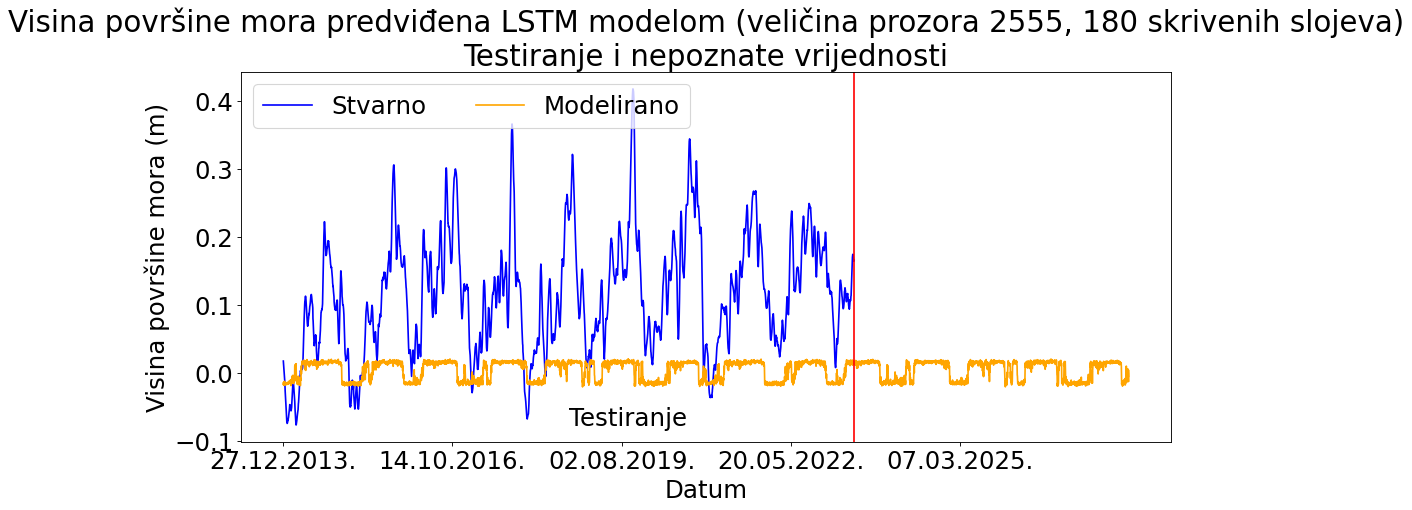 Visina površine mora predviđena LSTM modelom (veličina prozora 2555, 180 skrivenih slojeva)
Testiranje i nepoznate vrijednosti
Stvarno Modelirano
Visina površine mora (m)
0.4
0.3
0.2
0.1
0.0
−0.1
Testiranje
27.12.2013. 14.10.2016. 02.08.2019. 20.05.2022. 07.03.2025.
Datum